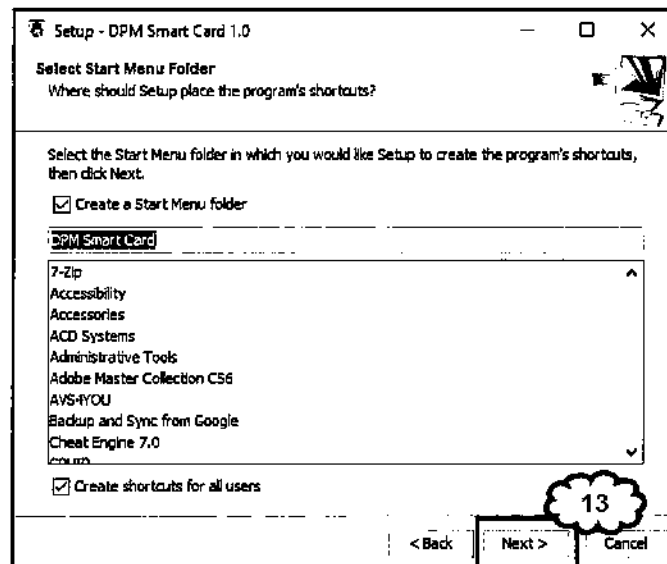 Setup - DPM Smart Card 1.0
Select Start Menu Folder
Where should Setup place the program's shortcuts?
Select the Start Menu folder in which you would like Setup to create the program's shortcuts,
then click Next.
Create a Start Menu folder
DPM Smart Card
7-Zip
Accessibility
Accessories
ACD Systems
Administrative Tools
Adobe Master Collection CS6
AVS4YOU
Backup and Sync from Google
Cheat Engine 7.0
Create shortcuts for all users
13
< Back
Next >
Cancel